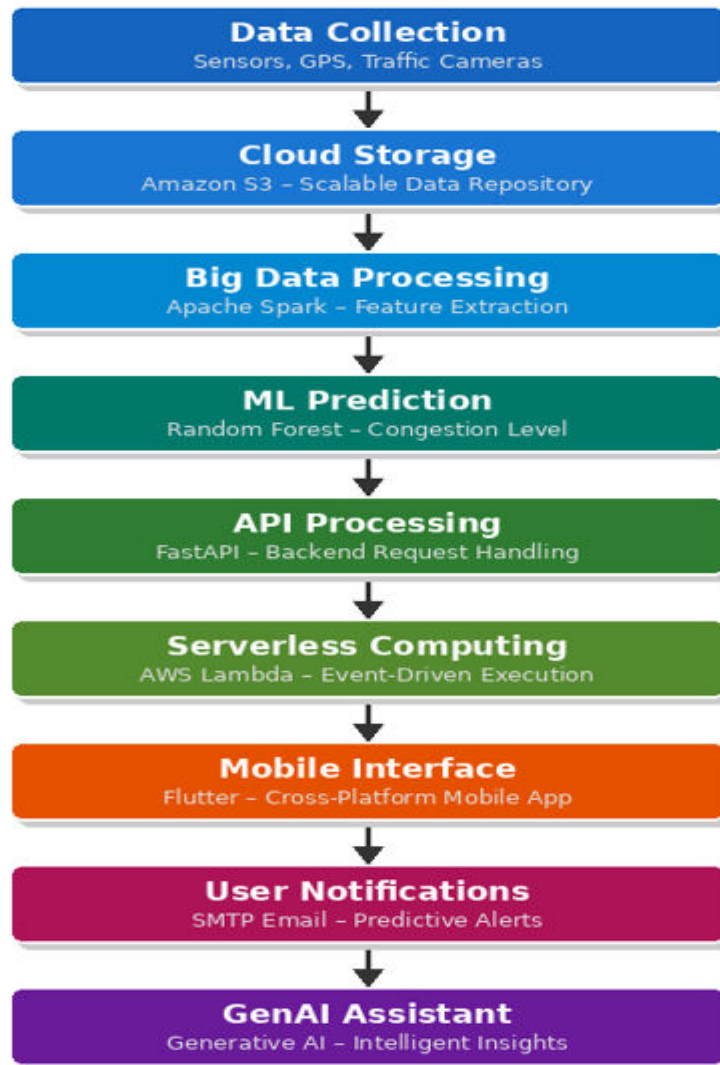 Data Collection
Sensors, GPS, Traffic Cameras
Cloud Storage
Amazon S3 – Scalable Data Repository
Big Data Processing
Apache Spark – Feature Extraction
ML Prediction
Random Forest – Congestion Level
API Processing
FastAPI – Backend Request Handling
Serverless Computing
AWS Lambda – Event-Driven Execution
Mobile Interface
Flutter – Cross-Platform Mobile App
User Notifications
SMTP Email – Predictive Alerts
GenAI Assistant
Generative AI – Intelligent Insights